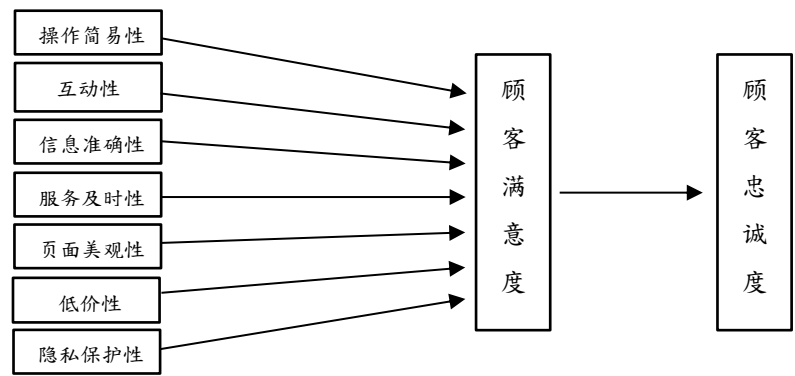 操作简易性
互动性
信息准确性
服务及时性
页面美观性
低价性
隐私保护性
顾客满意度
顾客忠诚度